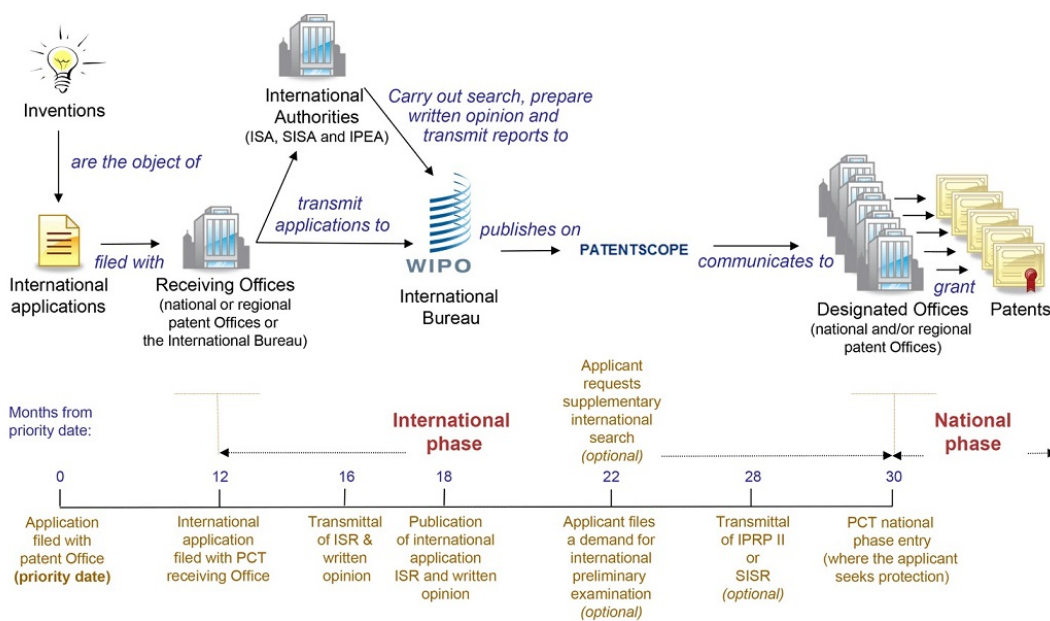 Inventions
are the object of
International
applications
filed with
Receiving Offices
(national or regional
patent Offices or
the International Bureau)
International
Authorities
(ISA, SISA and IPEA)
transmit
applications to
Carry out search, prepare
written opinion and
transmit reports to
WIPO
International
Bureau
publishes on
PATENTSCOPE
communicates to
Designated Offices
(national and/or regional
patent Offices)
grant
Patents
Months from
priority date:
International
phase
Applicant
requests
supplementary
international
search
(optional)
National
phase
0
12
16
18
22
28
30
Application
filed with
patent Office
(priority date)
International
application
filed with PCT
receiving Office
Transmittal
of ISR &
written
opinion
Publication
of international
application
ISR and written
opinion
Applicant files
a demand for
international
preliminary
examination
(optional)
Transmittal
of IPRP II
or
SISR
(optional)
PCT national
phase entry
(where the applicant
seeks protection)